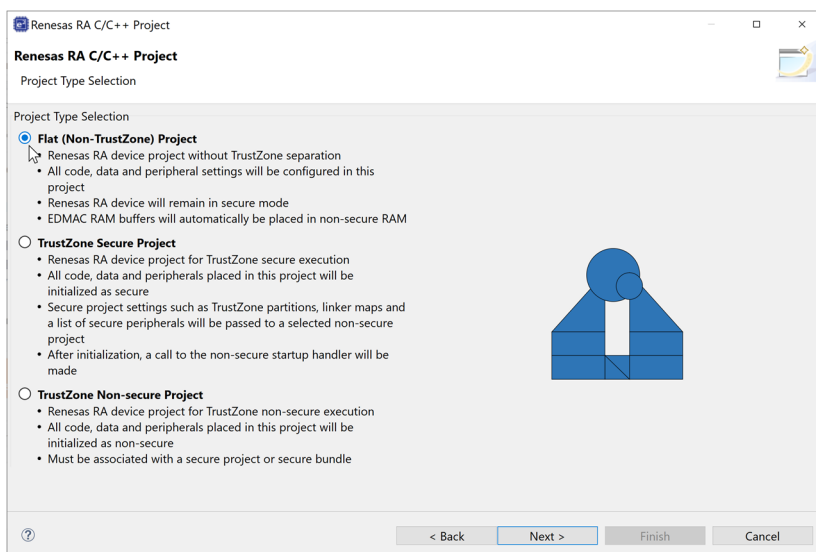 Renesas RA C/C++ Project
Renesas RA C/C++ Project
Project Type Selection
Project Type Selection
Flat (Non-TrustZone) Project
• Renesas RA device project without TrustZone separation
• All code, data and peripheral settings will be configured in this
project
• Renesas RA device will remain in secure mode
• EDMAC RAM buffers will automatically be placed in non-secure RAM
TrustZone Secure Project
• Renesas RA device project for TrustZone secure execution
• All code, data and peripherals placed in this project will be
initialized as secure
• Secure project settings such as TrustZone partitions, linker maps and
a list of secure peripherals will be passed to a selected non-secure
project
• After initialization, a call to the non-secure startup handler will be
made
TrustZone Non-secure Project
• Renesas RA device project for TrustZone non-secure execution
• All code, data and peripherals placed in this project will be
initialized as non-secure
• Must be associated with a secure project or secure bundle
? < Back Next > Finish Cancel